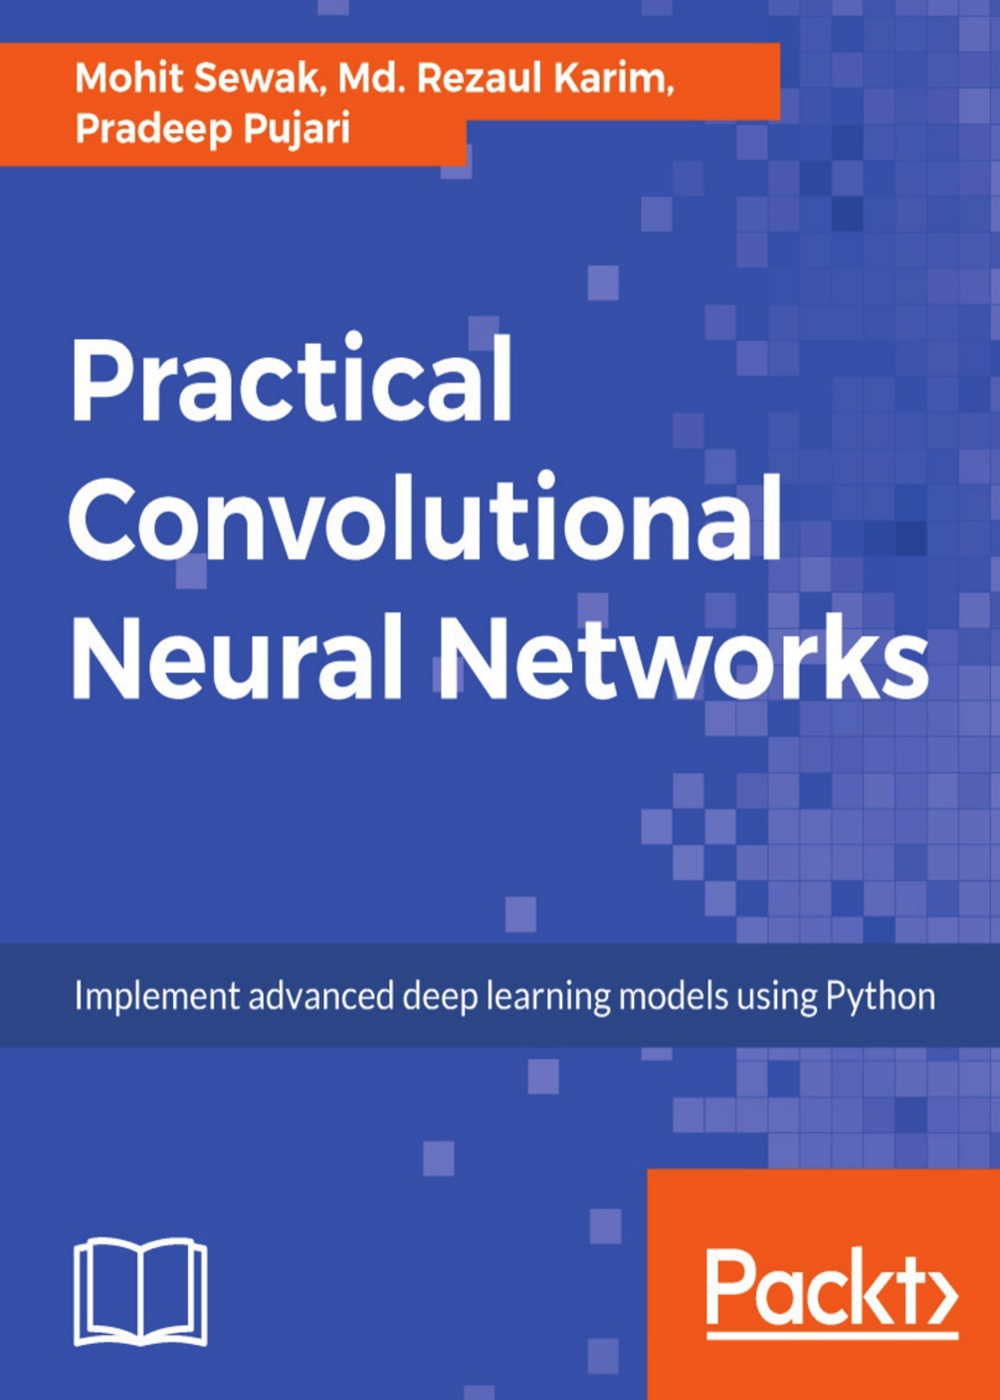 Mohit Sewak, Md. Rezaul Karim,
Pradeep Pujari
Practical
Convolutional
Neural Networks
Implement advanced deep learning models using Python
Packt>